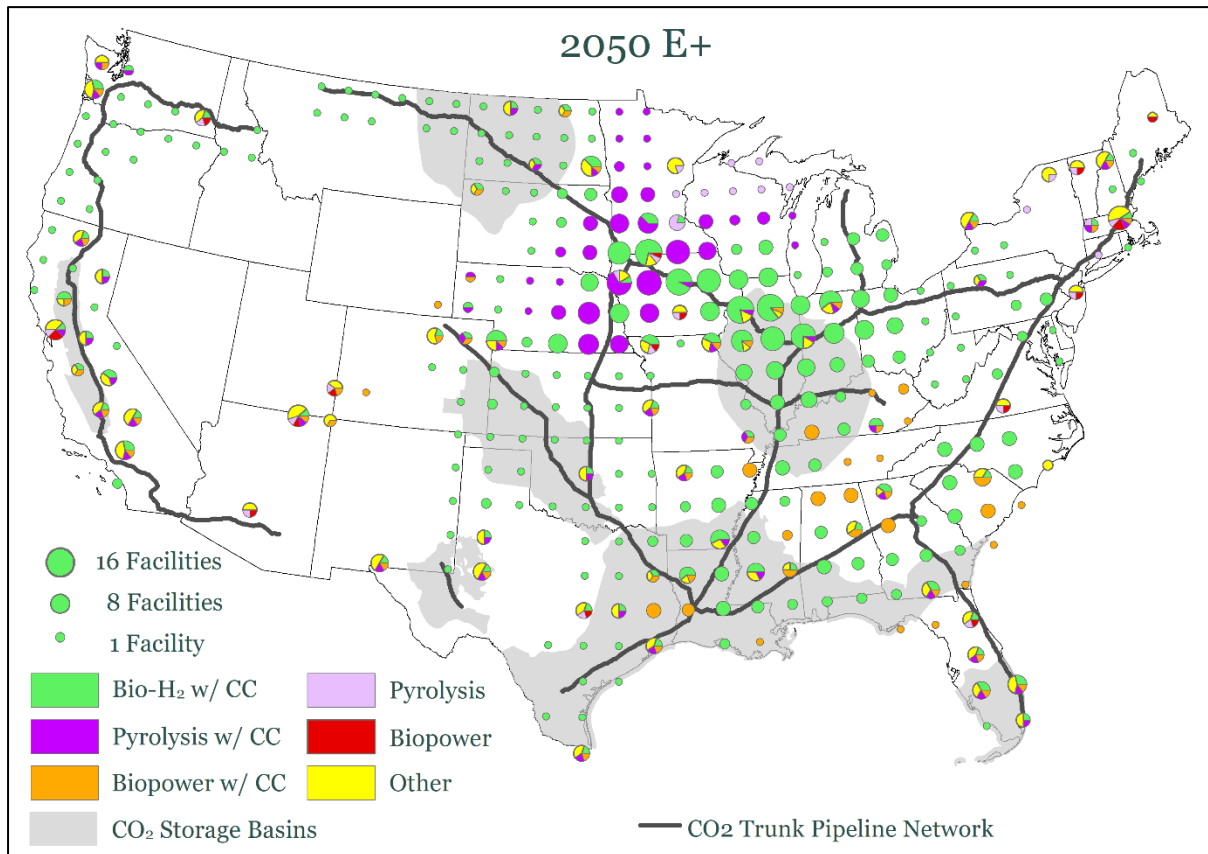 2050 E+
16 Facilities
8 Facilities
1 Facility
Bio-H₂ w/ CC
Pyrolysis
Pyrolysis w/ CC
Biopower
Biopower w/ CC
Other
CO₂ Storage Basins
CO2 Trunk Pipeline Network